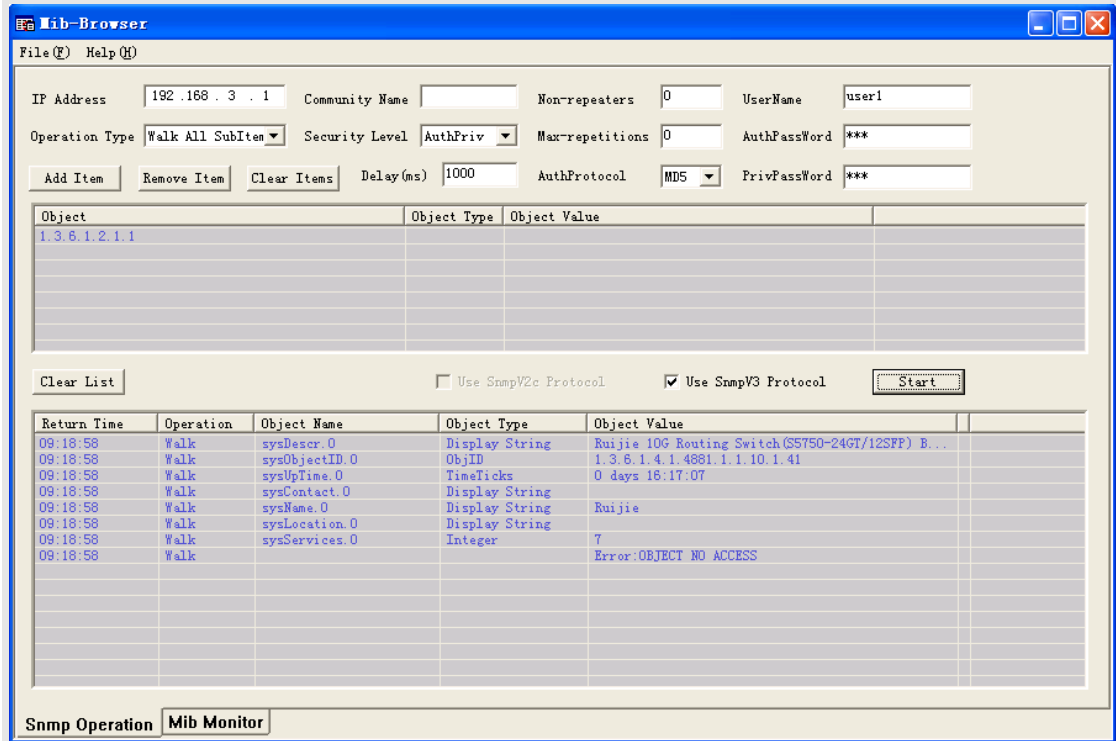 Mib-Browser
File(F) Help(H)
IP Address 192 .168 . 3 . 1 Community Name Non-repeaters 0 UserName user1
Operation Type Walk All SubItem Security Level AuthPriv Max-repetitions 0 AuthPassWord ***
Add Item Remove Item Clear Items Delay(ms) 1000 AuthProtocol MD5 PrivPassWord ***
Object Object Type Object Value
1.3.6.1.2.1.1
Clear List Use SnmpV2c Protocol Use SnmpV3 Protocol Start
Return Time Operation Object Name Object Type Object Value
09:18:58 Walk sysDescr.0 Display String Ruijie 10G Routing Switch(S5750-24GT/12SFP) B...
09:18:58 Walk sysObjectID.0 ObjID 1.3.6.1.4.1.4881.1.1.10.1.41
09:18:58 Walk sysUpTime.0 TimeTicks 0 days 16:17:07
09:18:58 Walk sysContact.0 Display String
09:18:58 Walk sysName.0 Display String Ruijie
09:18:58 Walk sysLocation.0 Display String
09:18:58 Walk sysServices.0 Integer 7
09:18:58 Walk Error:OBJECT NO ACCESS
Snmp Operation Mib Monitor